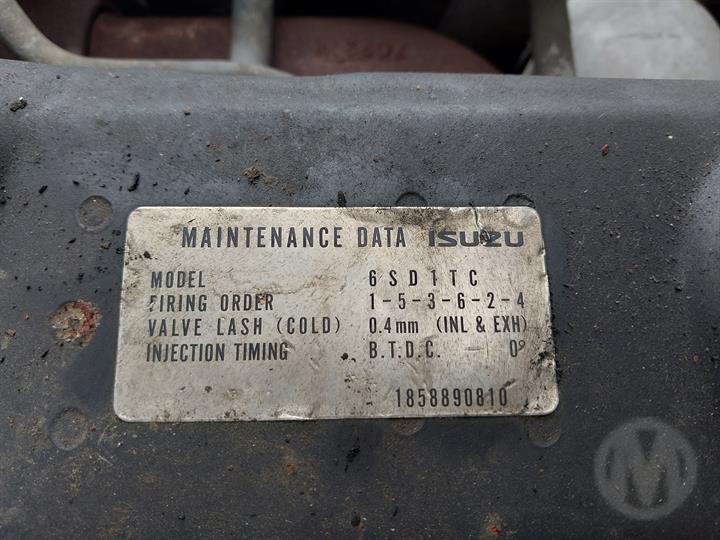 MAINTENANCE DATA ISUZU
MODEL 6SD1TC
FIRING ORDER 1-5-3-6-2-4
VALVE LASH (COLD) 0.4mm (INL & EXH)
INJECTION TIMING B.T.D.C. 0°
1858890810
M